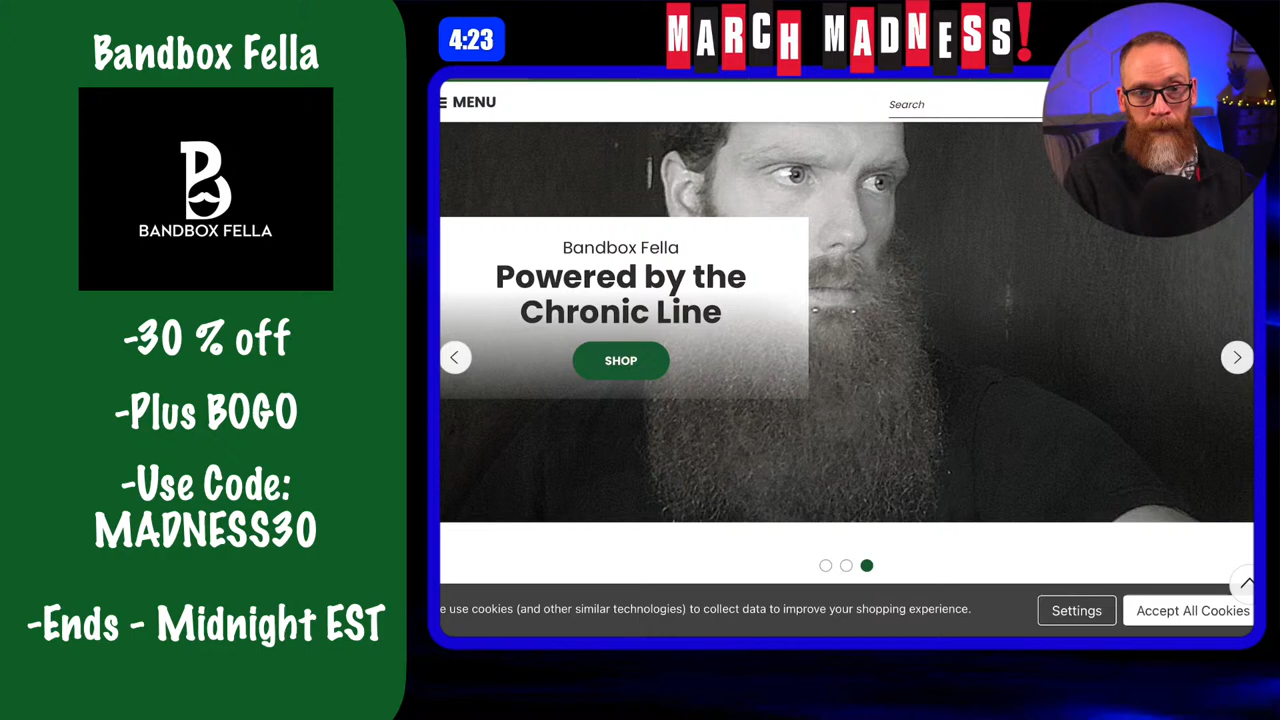 Bandbox Fella
BANDBOX FELLA
-30 % off
-Plus BOGO
-Use Code:
MADNESS30
-Ends - Midnight EST
4:23
MARCH MADNESS!
MENU
Search
Bandbox Fella
Powered by the
Chronic Line
SHOP
e use cookies (and other similar technologies) to collect data to improve your shopping experience.
Settings
Accept All Cookies